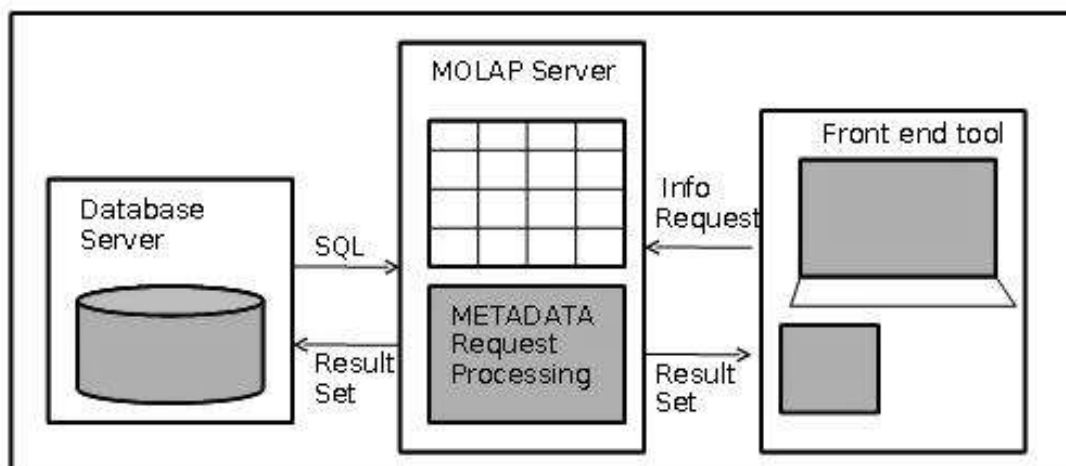 MOLAP Server
Front end tool
Database
Server
SQL
Info
Request
METADATA
Request
Processing
Result
Set
Result
Set